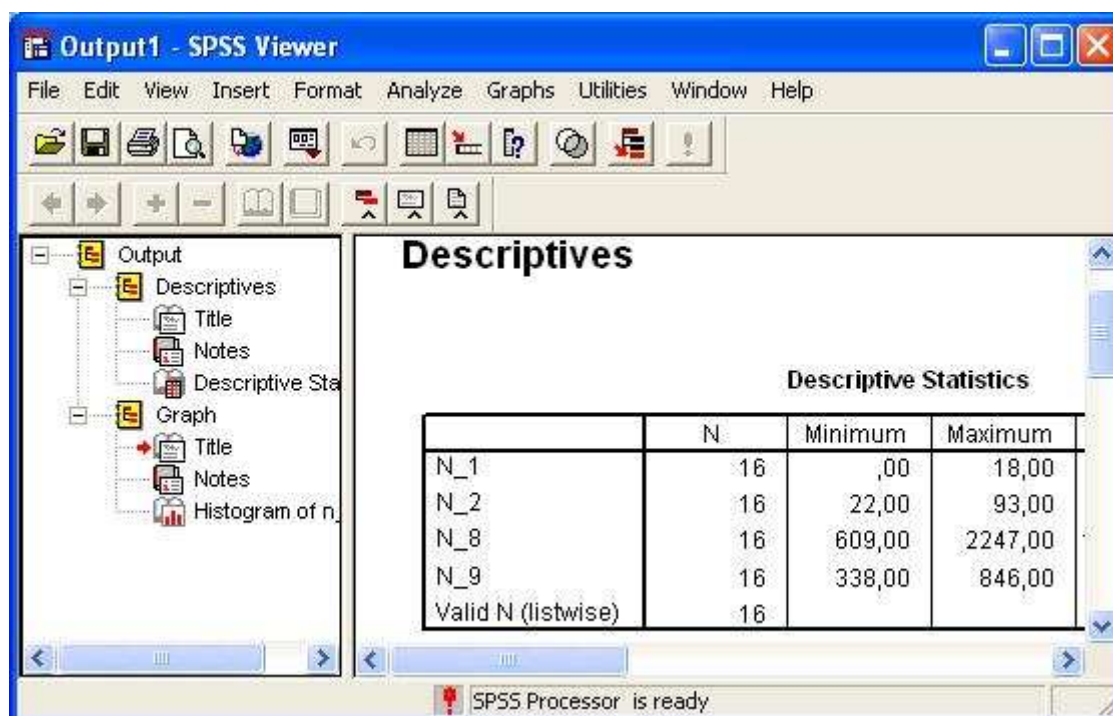 Output1 - SPSS Viewer
File Edit View Insert Format Analyze Graphs Utilities Window Help
Output
Descriptives
Title
Notes
Descriptive Sta
Graph
Title
Notes
Histogram of n_
Descriptives
Descriptive Statistics
N Minimum Maximum
N_1 16 ,00 18,00
N_2 16 22,00 93,00
N_8 16 609,00 2247,00
N_9 16 338,00 846,00
Valid N (listwise) 16
SPSS Processor is ready